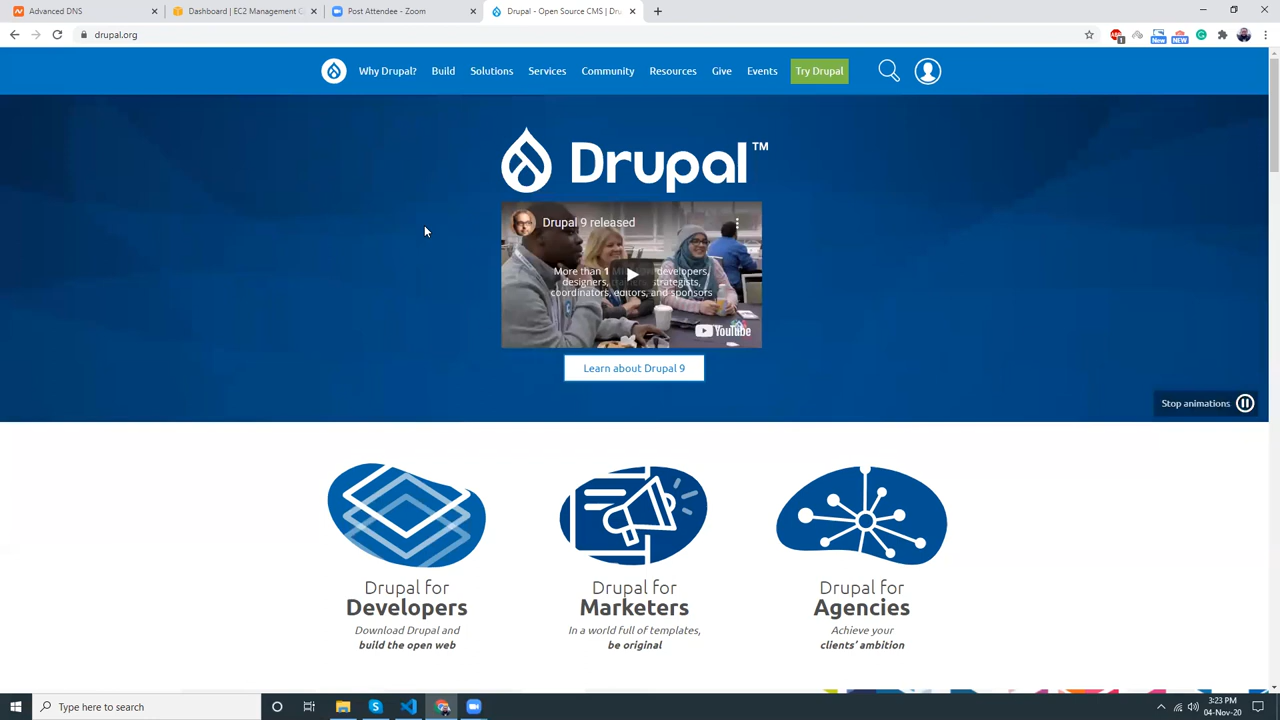 Advanced DNS
Dashboard | EC2 Management C
Post Attendee - Zoom
Drupal - Open Source CMS | Dru
drupal.org
1
New
NEW
Why Drupal?
Build
Solutions
Services
Community
Resources
Give
Events
Try Drupal
Drupal™
Drupal 9 released
More than 1 developers,
designers, strategists,
coordinators, editors, and sponsors
YouTube
Learn about Drupal 9
Stop animations
Drupal for
Developers
Download Drupal and
build the open web
Drupal for
Marketers
In a world full of templates,
be original
Drupal for
Agencies
Achieve your
clients' ambition
Type here to search
3:23 PM
04-Nov-20